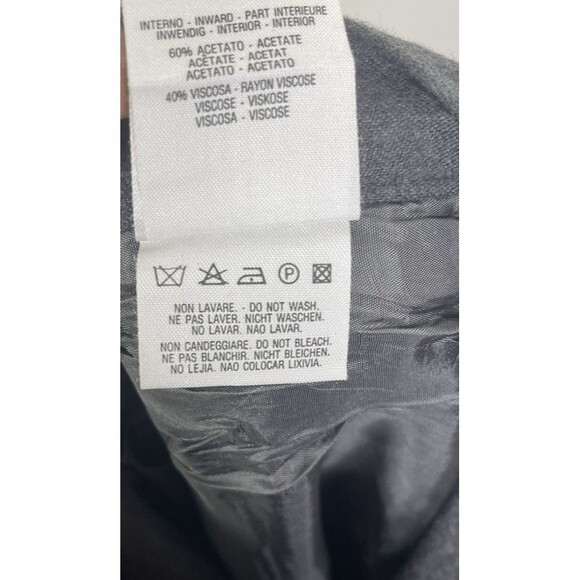 INTERNO - INWARD - PART INTERIEURE
INWENDIG - INTERIOR - INTERIOR
60% ACETATO - ACETATE
ACETATE - ACETAT
ACETATO - ACETATO
40% VISCOSA - RAYON VISCOSE
VISCOSE - VISKOSE
VISCOSA - VISCOSE
P
NON LAVARE. - DO NOT WASH.
NE PAS LAVER. NICHT WASCHEN.
NO LAVAR. NAO LAVAR.
NON CANDEGGIARE. DO NOT BLEACH.
NE PAS BLANCHIR. NICHT BLEICHEN.
NO LEJIA. NAO COLOCAR LIXIVIA.